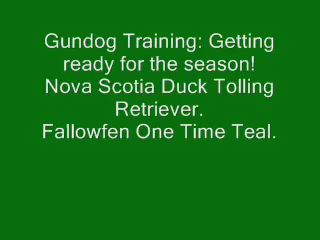 Gundog Training: Getting
ready for the season!
Nova Scotia Duck Tolling
Retriever.
Fallowfen One Time Teal.